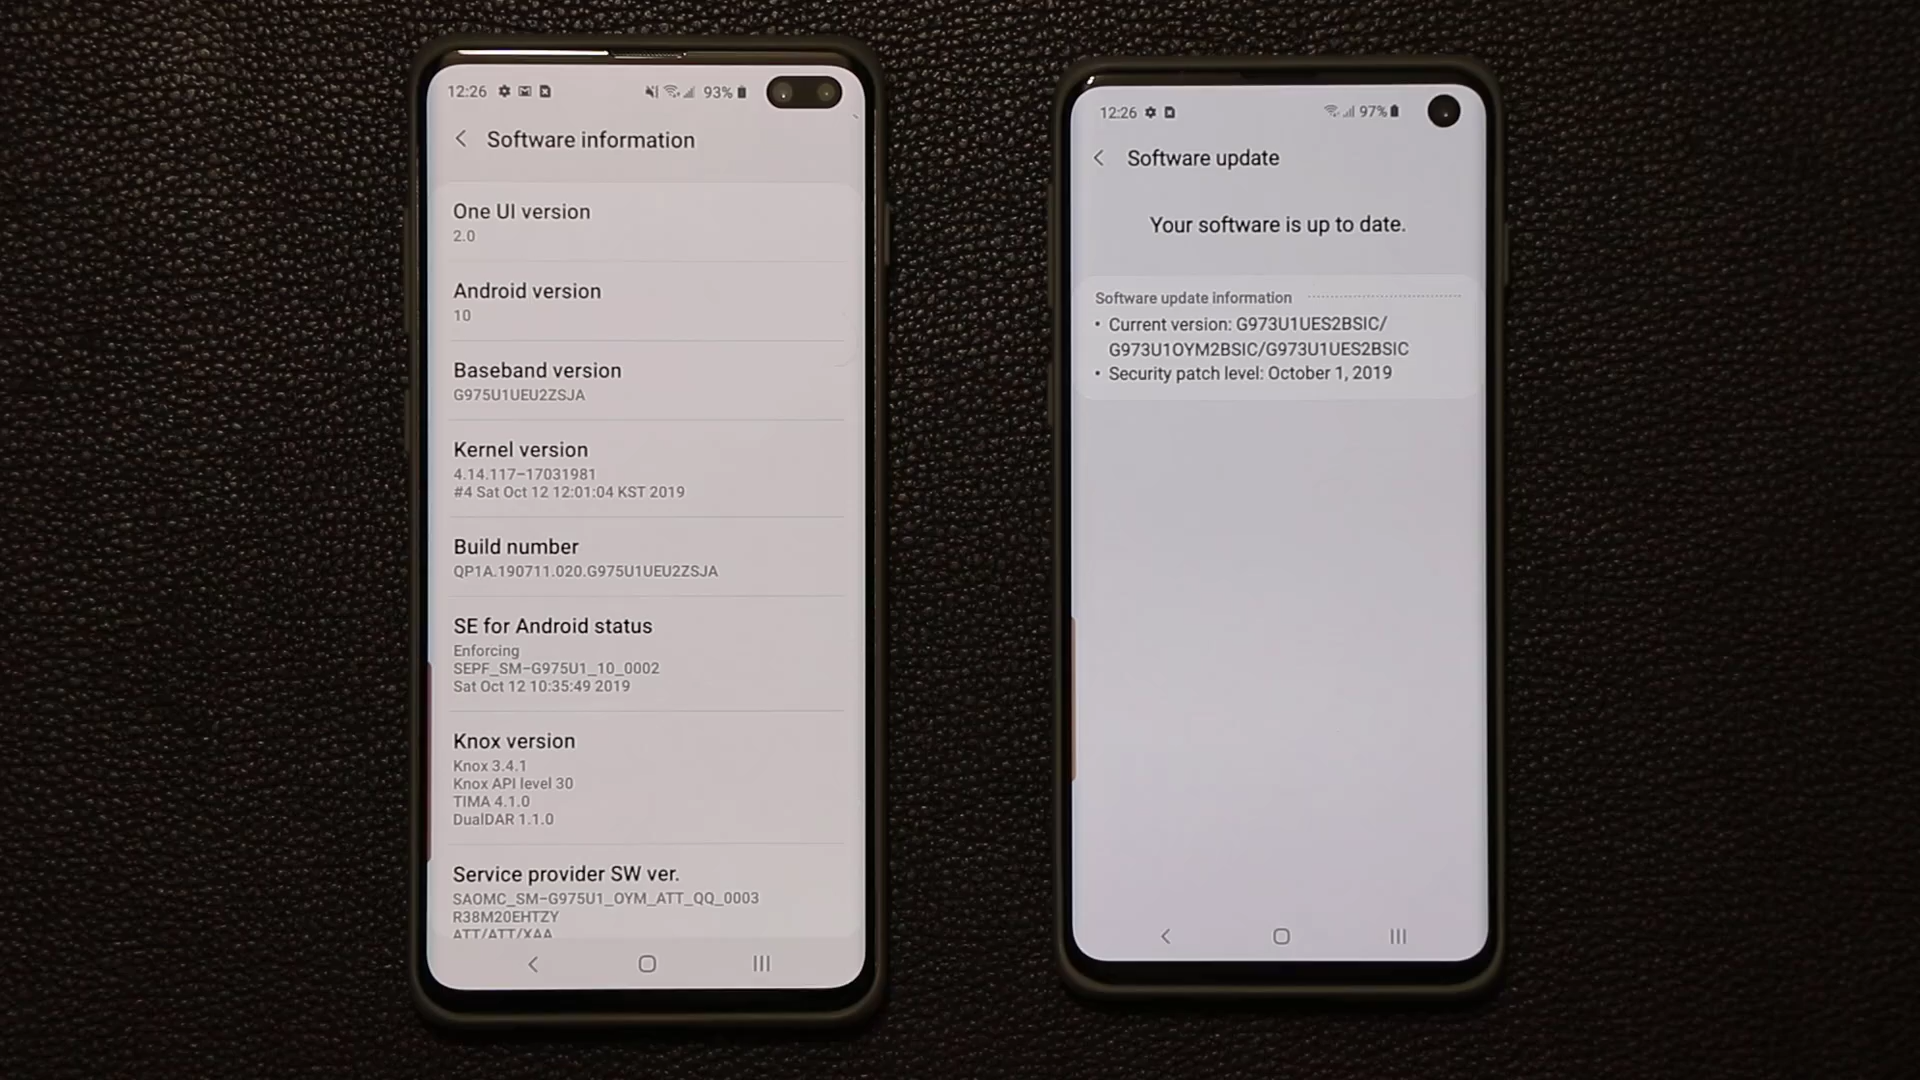 12:26
93%
Software information
One UI version
2.0
Android version
10
Baseband version
G975U1UEU2ZSJA
Kernel version
4.14.117-17031981
#4 Sat Oct 12 12:01:04 KST 2019
Build number
QP1A.190711.020.G975U1UEU2ZSJA
SE for Android status
Enforcing
SEPF_SM-G975U1_10_0002
Sat Oct 12 10:35:49 2019
Knox version
Knox 3.4.1
Knox API level 30
TIMA 4.1.0
DualDAR 1.1.0
Service provider SW ver.
SAOMC_SM-G975U1_OYM_ATT_QQ_0003
R38M20EHTZY
ATT/ATT/XAA
12:26
97%
Software update
Your software is up to date.
Software update information
• Current version: G973U1UES2BSIC/
G973U1OYM2BSIC/G973U1UES2BSIC
• Security patch level: October 1, 2019